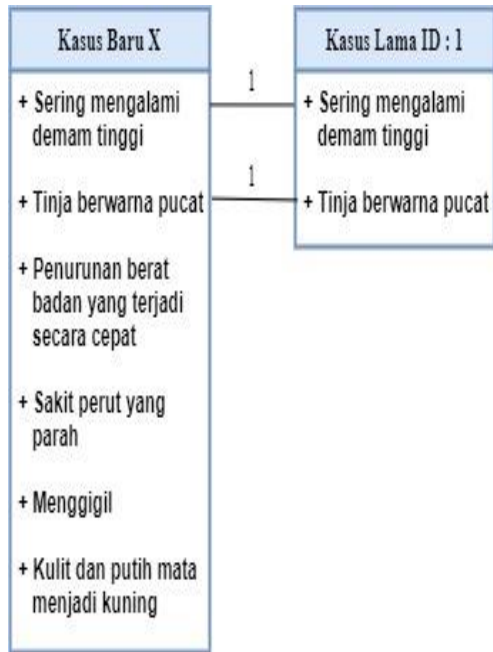 Kasus Baru X
+ Sering mengalami
demam tinggi
+ Tinja berwarna pucat
+ Penurunan berat
badan yang terjadi
secara cepat
+ Sakit perut yang
parah
+ Menggigil
+ Kulit dan putih mata
menjadi kuning
1
1
Kasus Lama ID : 1
+ Sering mengalami
demam tinggi
+ Tinja berwarna pucat